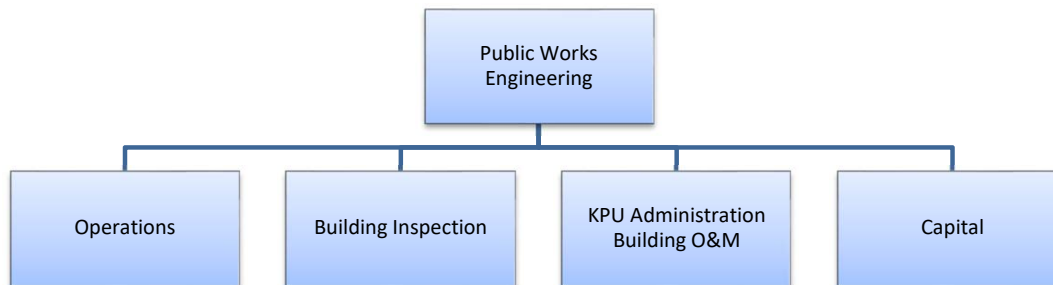 Public Works
Engineering
Operations
Building Inspection
KPU Administration
Building O&M
Capital